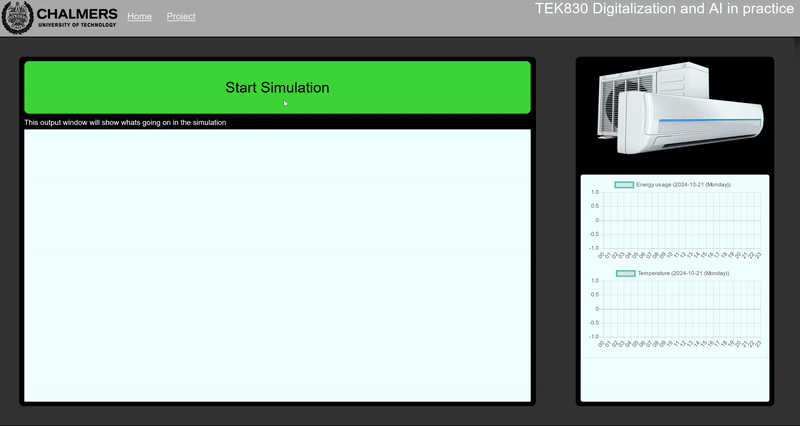 CHALMERS
UNIVERSITY OF TECHNOLOGY
Home Project
TEK830 Digitalization and AI in practice
Start Simulation
This output window will show whats going on in the simulation
Energy usage (2024-10-21 (Monday))
1.0
0.5
0
-0.5
-1.0
00 01 02 03 04 05 06 07 08 09 10 11 12 13 14 15 16 17 18 19 20 21 22 23
Temperature (2024-10-21 (Monday))
1.0
0.5
0
-0.5
-1.0
00 01 02 03 04 05 06 07 08 09 10 11 12 13 14 15 16 17 18 19 20 21 22 23